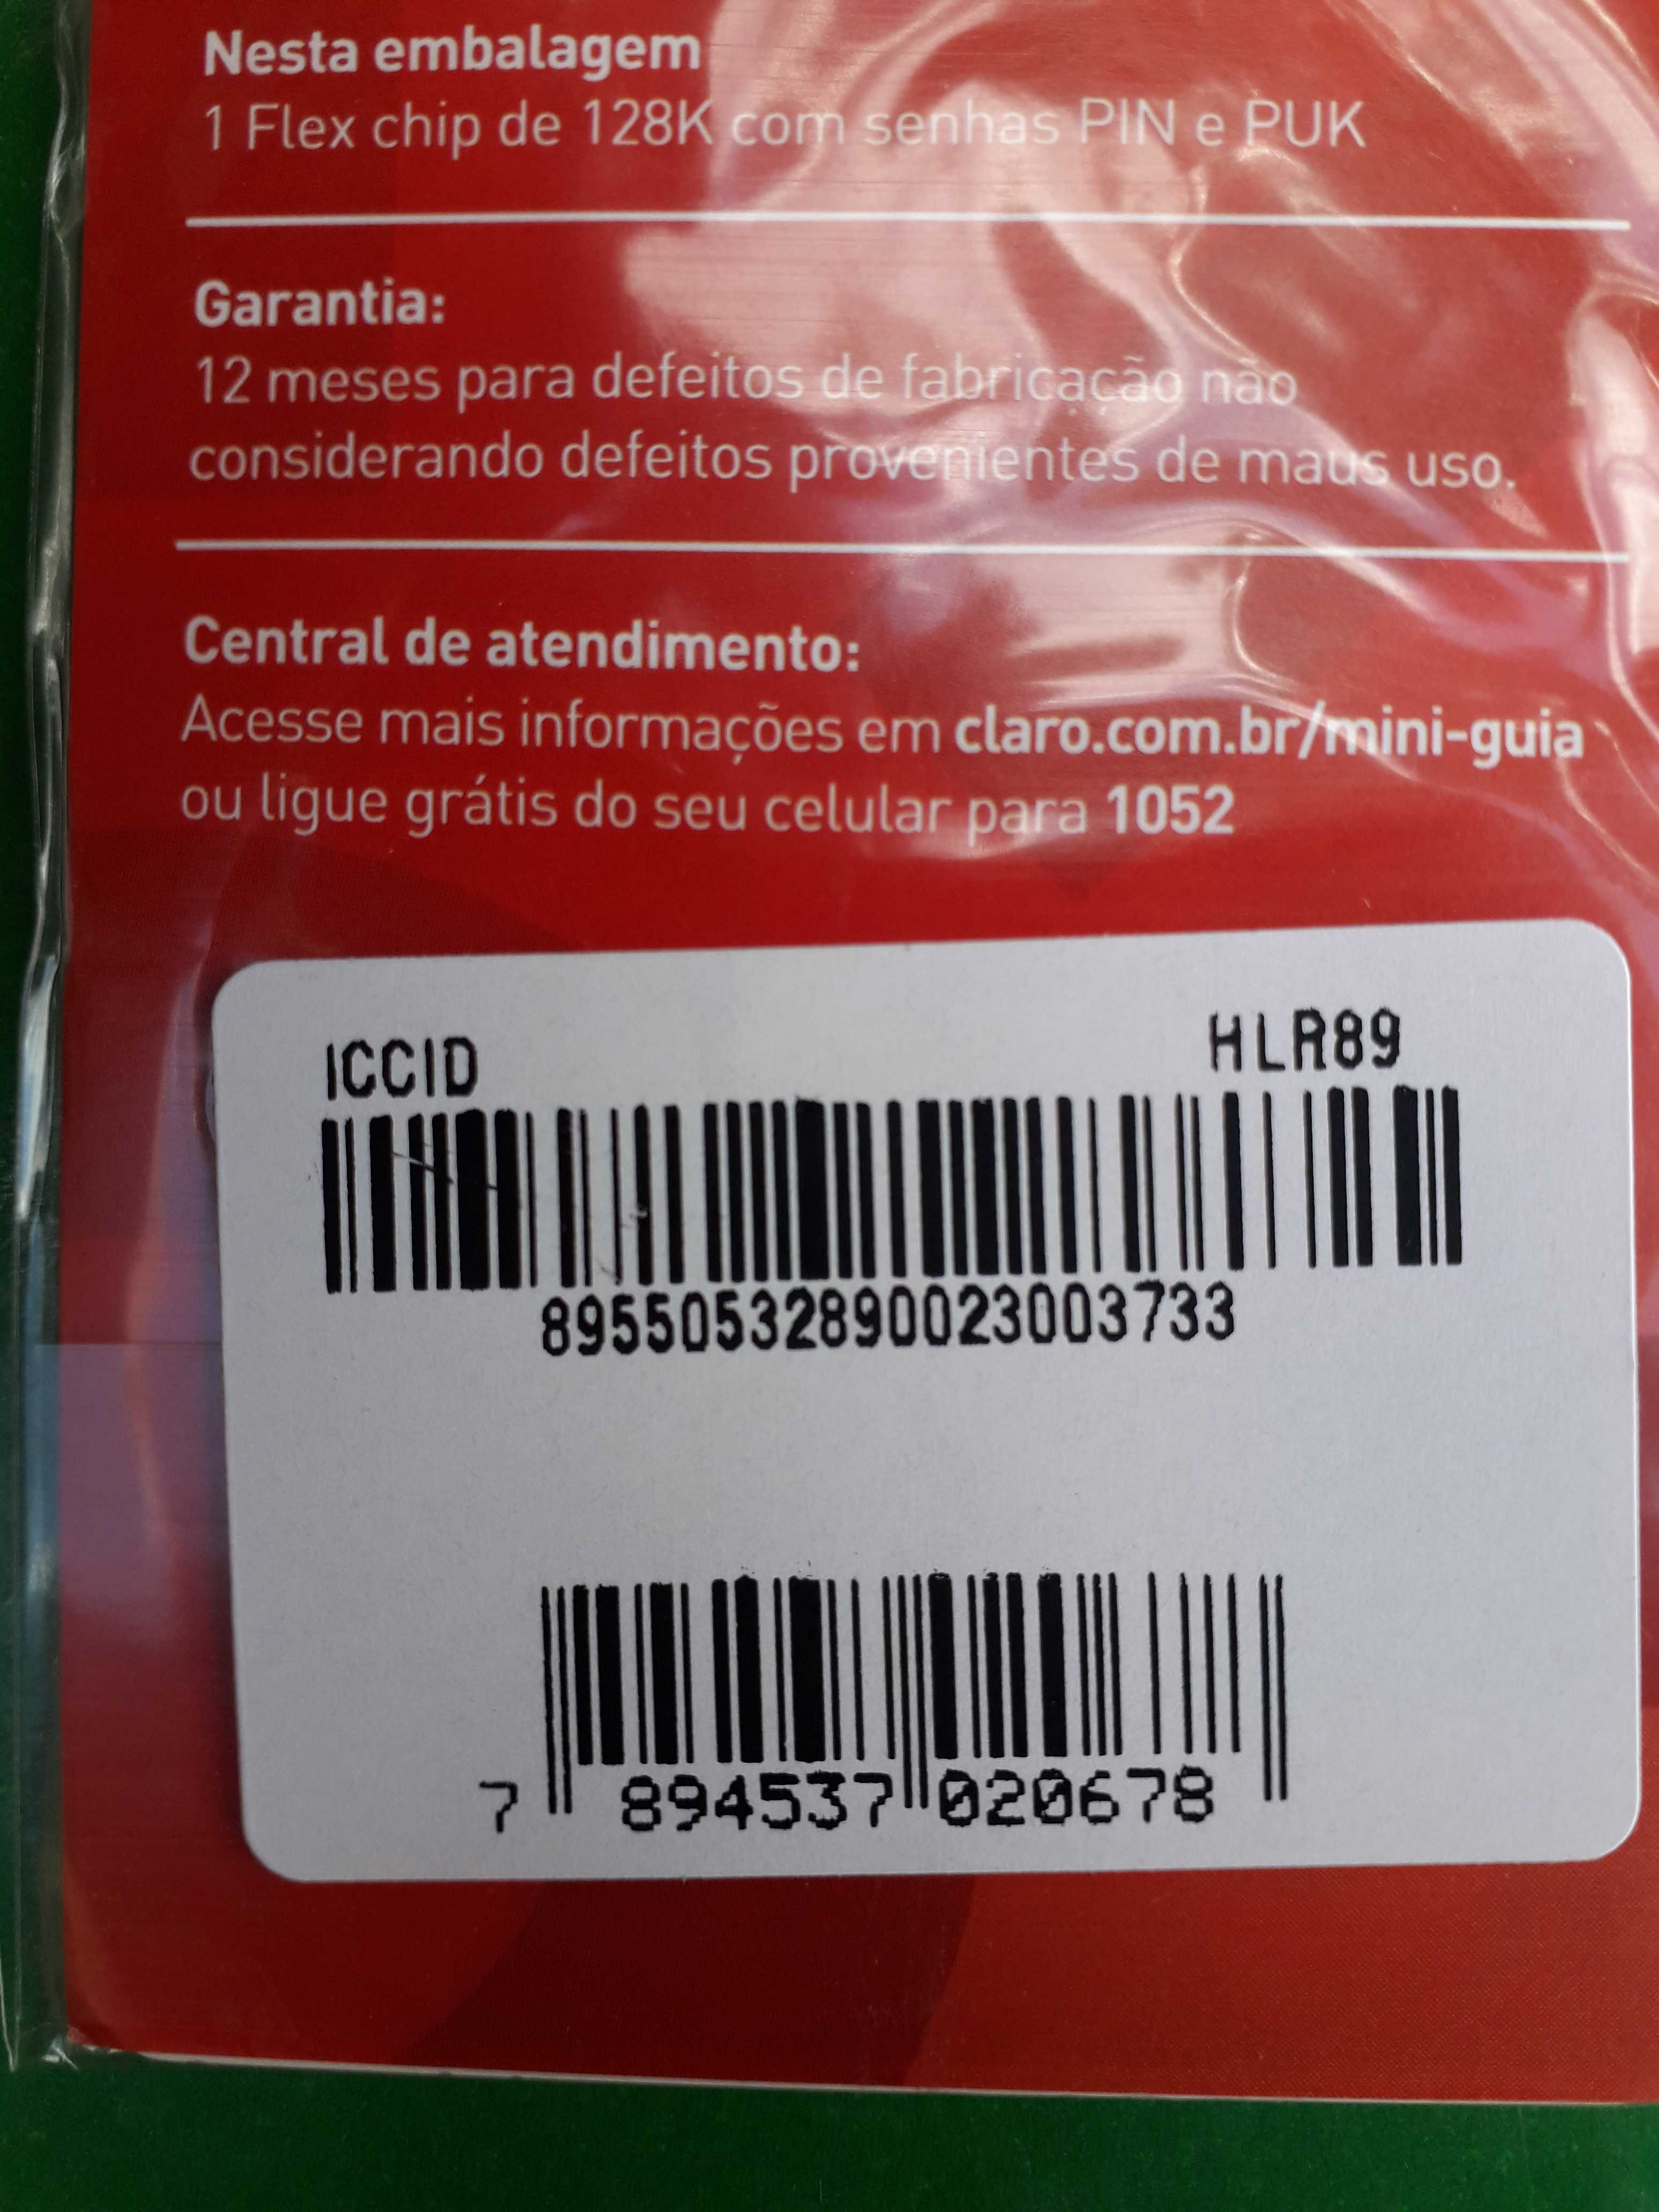 Nesta embalagem
1 Flex chip de 128K com senhas PIN e PUK
Garantia:
12 meses para defeitos de fabricação não
considerando defeitos provenientes de maus uso.
Central de atendimento:
Acesse mais informações em claro.com.br/mini-guia
ou ligue grátis do seu celular para 1052
ICCID HLR89
89550532890023003733
7 894537 020678